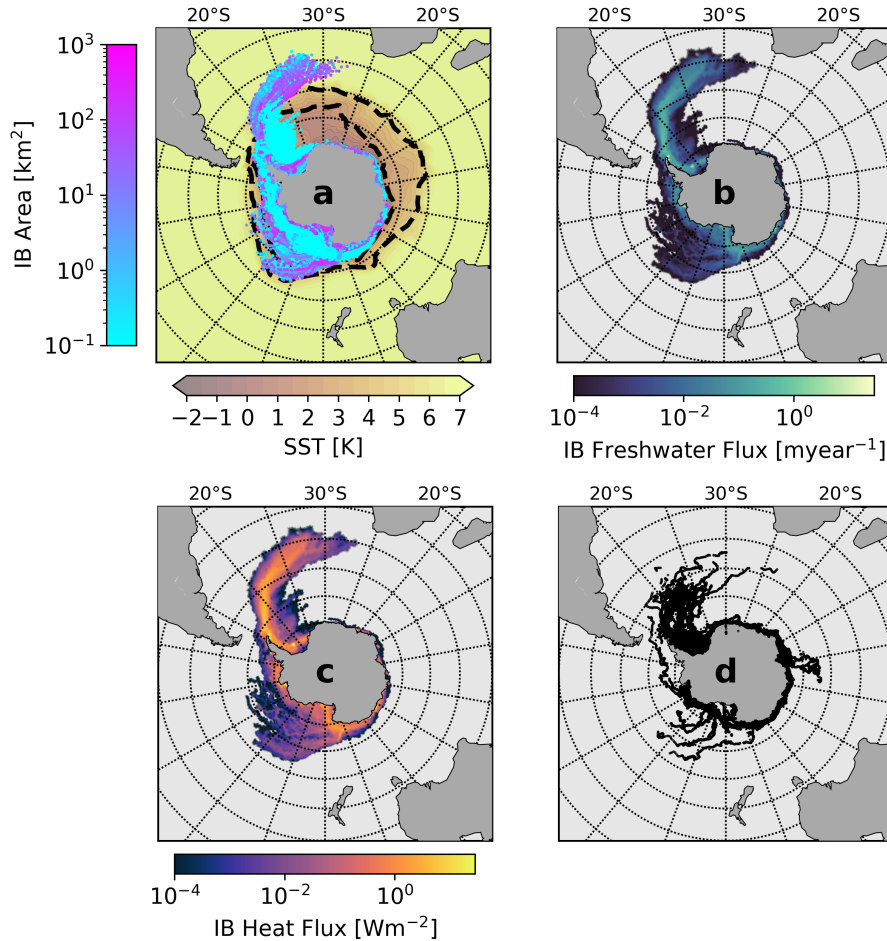 20°S 30°S 20°S
20°S 30°S 20°S
10³
10²
10¹
10⁰
10⁻¹
IB Area [km²]
a
b
−2 −1 0 1 2 3 4 5 6 7
SST [K]
10⁻⁴ 10⁻² 10⁰
IB Freshwater Flux [myear⁻¹]
20°S 30°S 20°S
20°S 30°S 20°S
c
d
10⁻⁴ 10⁻² 10⁰
IB Heat Flux [Wm⁻²]